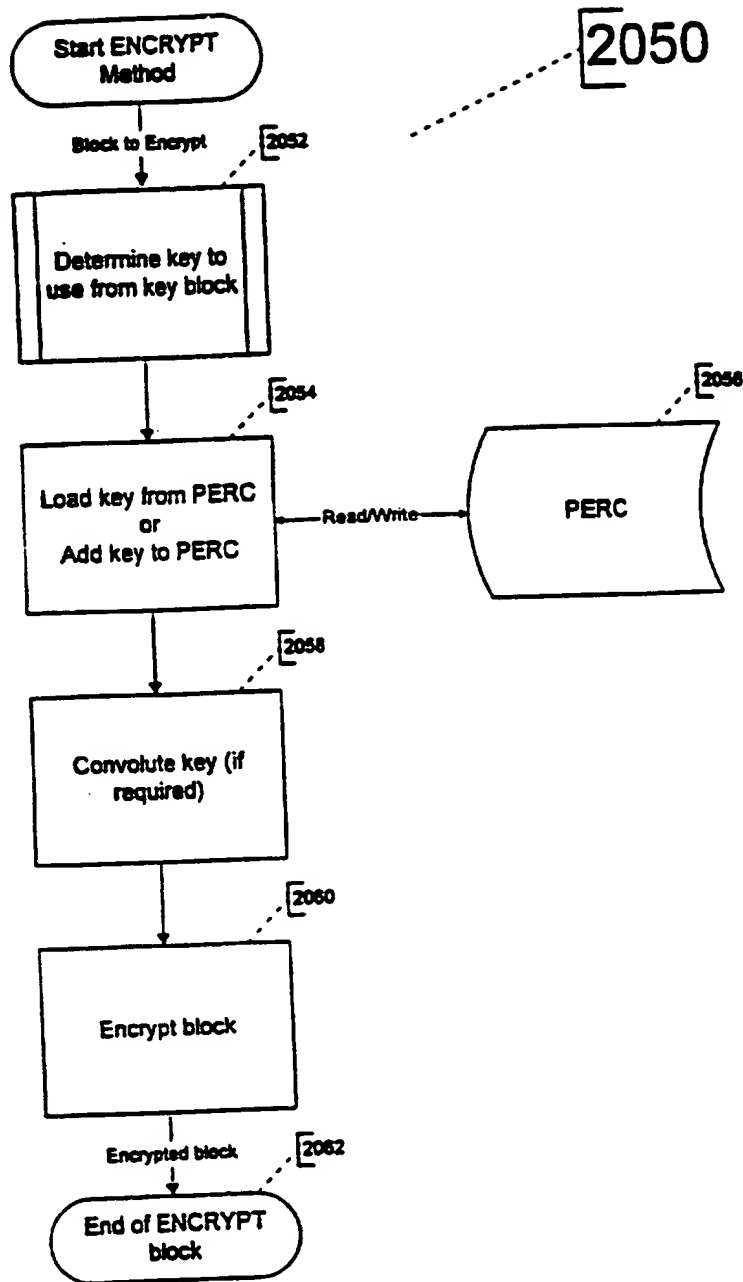 2050
Start ENCRYPT
Method
Block to Encrypt
2052
Determine key to
use from key block
2054
Load key from PERC
or
Add key to PERC
Read/Write
2056
PERC
2058
Convolute key (if
required)
2060
Encrypt block
Encrypted block
2062
End of ENCRYPT
block